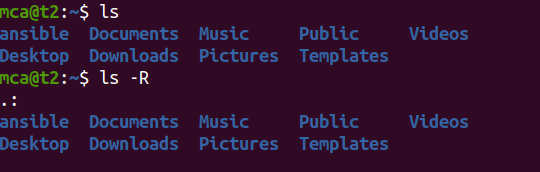 mca@t2:~$ ls
ansible  Documents  Music     Public     Videos
Desktop  Downloads  Pictures  Templates
mca@t2:~$ ls -R
.:
ansible  Documents  Music     Public     Videos
Desktop  Downloads  Pictures  Templates